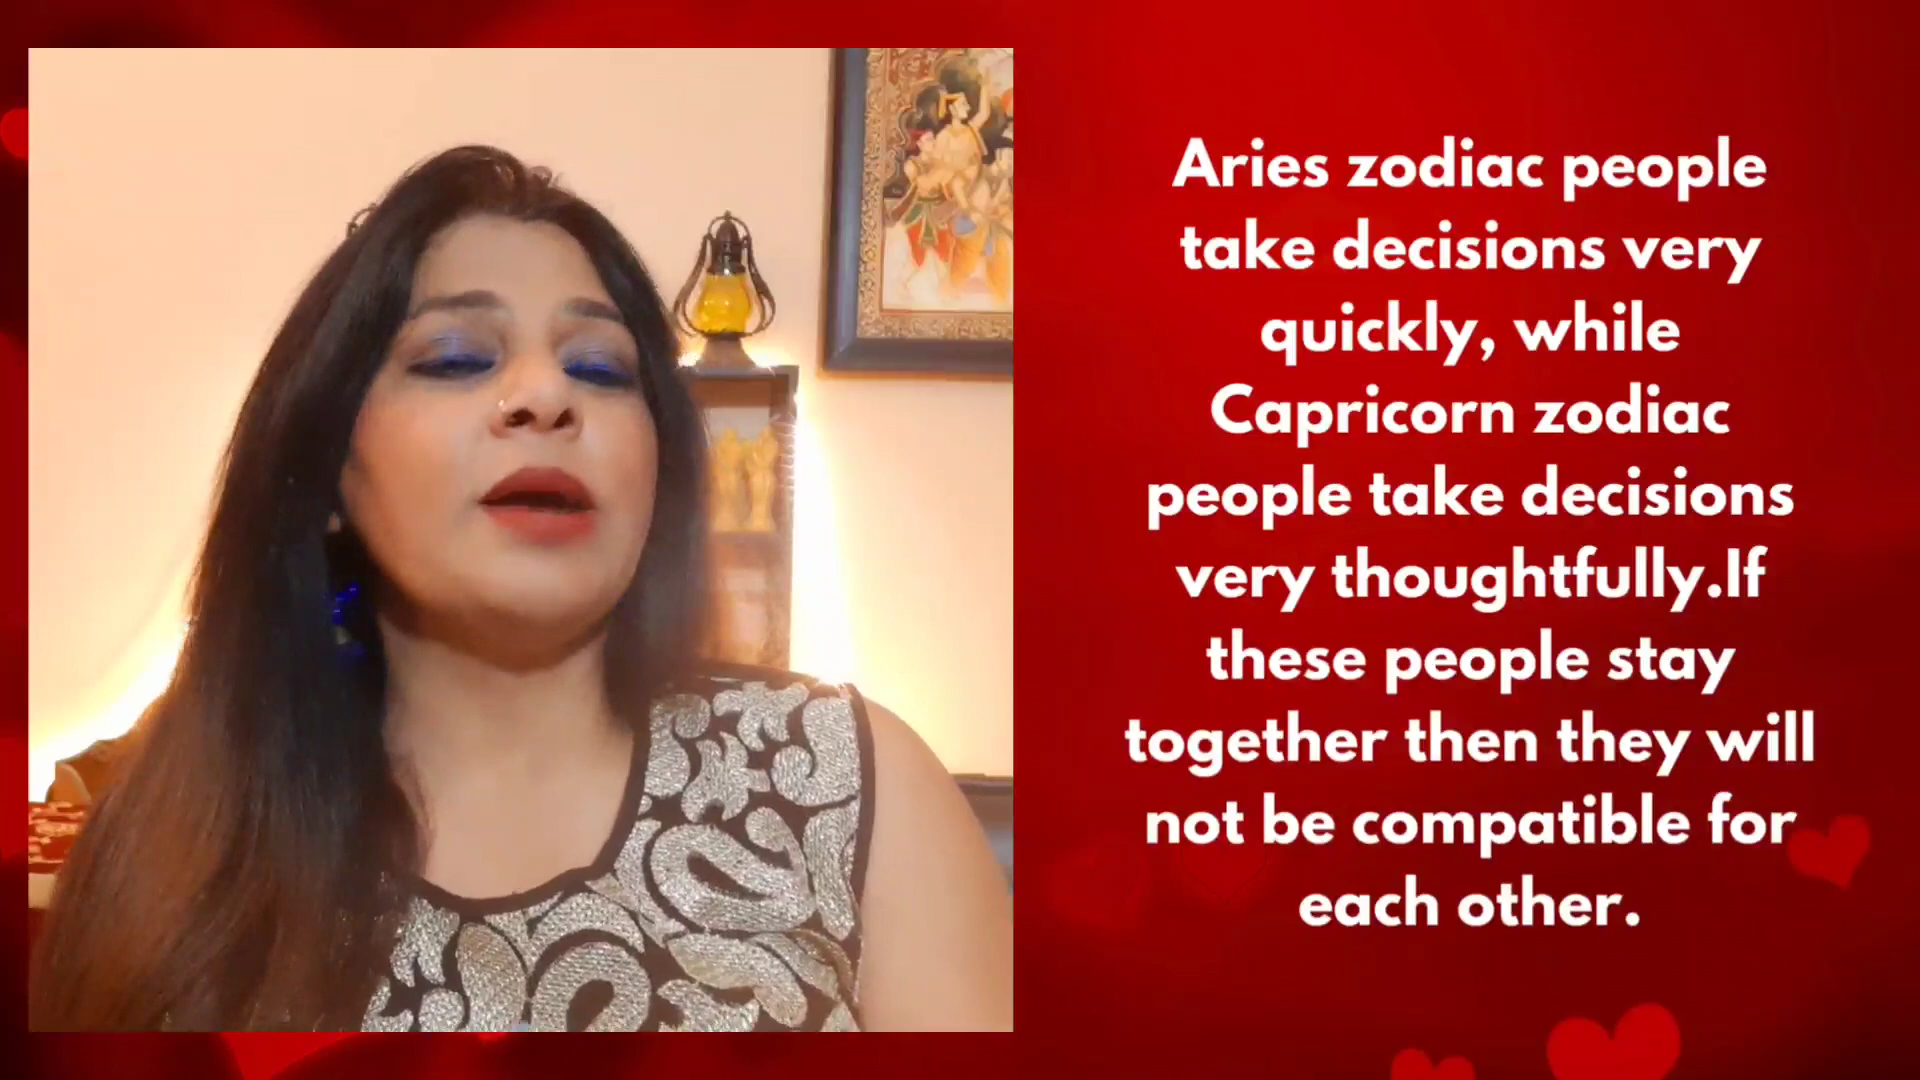 Aries zodiac people
take decisions very
quickly, while
Capricorn zodiac
people take decisions
very thoughtfully.If
these people stay
together then they will
not be compatible for
each other.